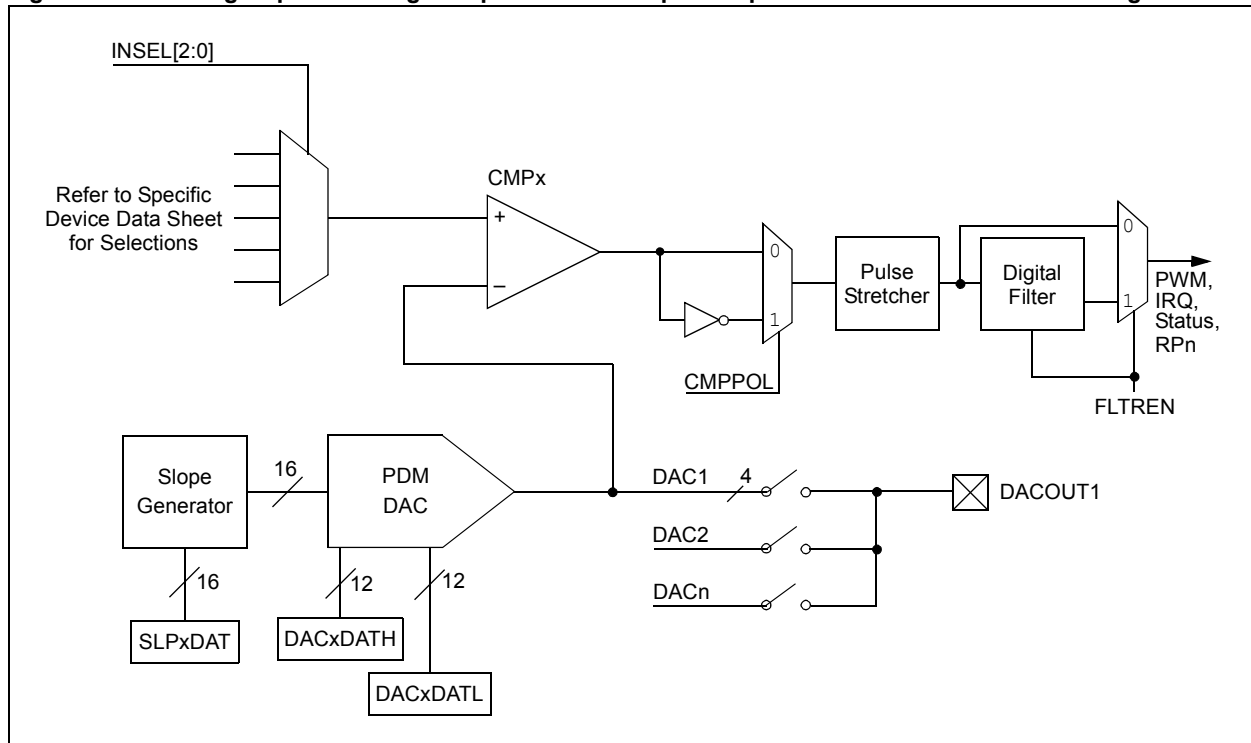 INSEL[2:0]
Refer to Specific
Device Data Sheet
for Selections
CMPx
+
–
0
1
CMPPOL
Pulse
Stretcher
Digital
Filter
0
1
PWM,
IRQ,
Status,
RPn
FLTREN
Slope
Generator
16
PDM
DAC
16
12
12
SLPxDAT
DACxDATH
DACxDATL
DAC1
4
DAC2
DACn
DACOUT1